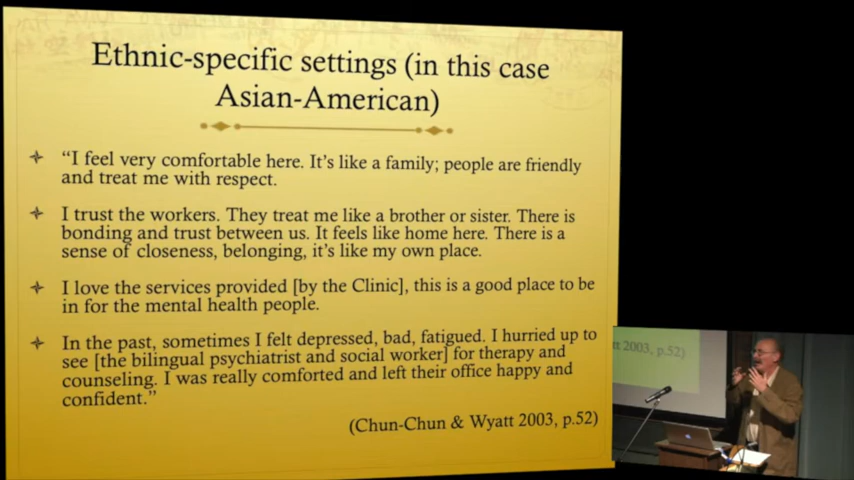 Ethnic-specific settings (in this case
Asian-American)
“I feel very comfortable here. It’s like a family; people are friendly
and treat me with respect.
I trust the workers. They treat me like a brother or sister. There is
bonding and trust between us. It feels like home here. There is a
sense of closeness, belonging, it’s like my own place.
I love the services provided [by the Clinic], this is a good place to be
in for the mental health people.
In the past, sometimes I felt depressed, bad, fatigued. I hurried up to
see [the bilingual psychiatrist and social worker] for therapy and
counseling. I was really comforted and left their office happy and
confident.”
(Chun-Chun & Wyatt 2003, p.52)
tt 2003, p.52)